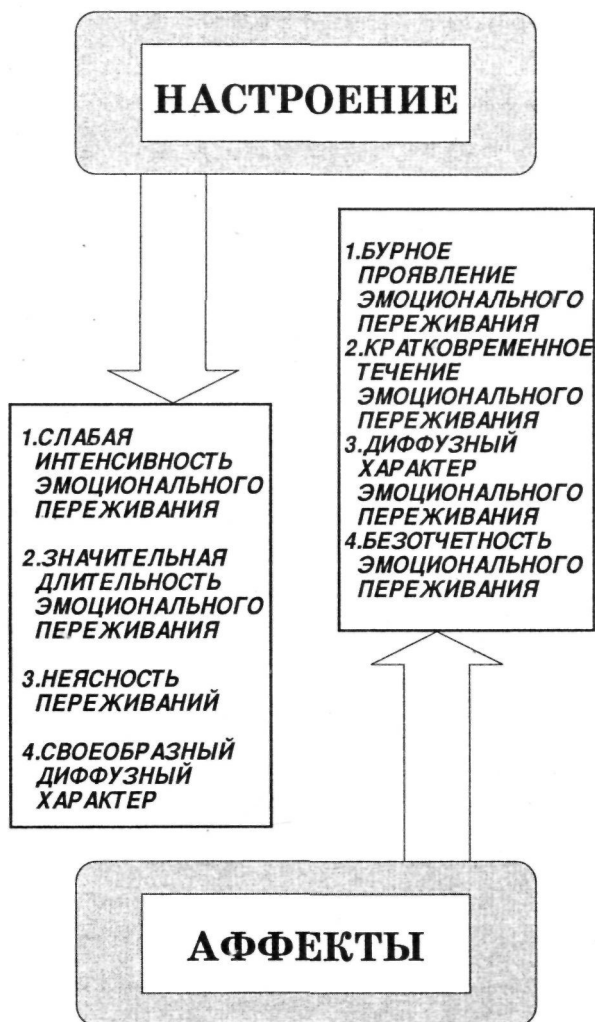 НАСТРОЕНИЕ
1.СЛАБАЯ
ИНТЕНСИВНОСТЬ
ЭМОЦИОНАЛЬНОГО
ПЕРЕЖИВАНИЯ
2.ЗНАЧИТЕЛЬНАЯ
ДЛИТЕЛЬНОСТЬ
ЭМОЦИОНАЛЬНОГО
ПЕРЕЖИВАНИЯ
3.НЕЯСНОСТЬ
ПЕРЕЖИВАНИЙ
4.СВОЕОБРАЗНЫЙ
ДИФФУЗНЫЙ
ХАРАКТЕР
1.БУРНОЕ
ПРОЯВЛЕНИЕ
ЭМОЦИОНАЛЬНОГО
ПЕРЕЖИВАНИЯ
2.КРАТКОВРЕМЕННОЕ
ТЕЧЕНИЕ
ЭМОЦИОНАЛЬНОГО
ПЕРЕЖИВАНИЯ
3.ДИФФУЗНЫЙ
ХАРАКТЕР
ЭМОЦИОНАЛЬНОГО
ПЕРЕЖИВАНИЯ
4.БЕЗОТЧЕТНОСТЬ
ЭМОЦИОНАЛЬНОГО
ПЕРЕЖИВАНИЯ
АФФЕКТЫ